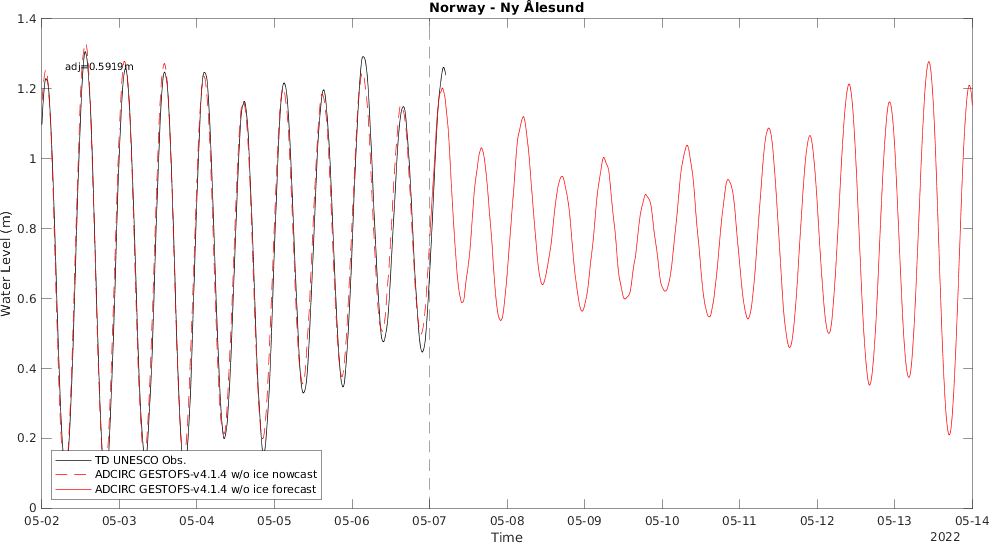 Norway - Ny Ålesund
1.4
adj=0.5919m
1.2
1
0.8
0.6
0.4
0.2
0
Water Level (m)
TD UNESCO Obs.
ADCIRC GESTOFS-v4.1.4 w/o ice nowcast
ADCIRC GESTOFS-v4.1.4 w/o ice forecast
05-02 05-03 05-04 05-05 05-06 05-07 05-08 05-09 05-10 05-11 05-12 05-13 05-14
Time
2022